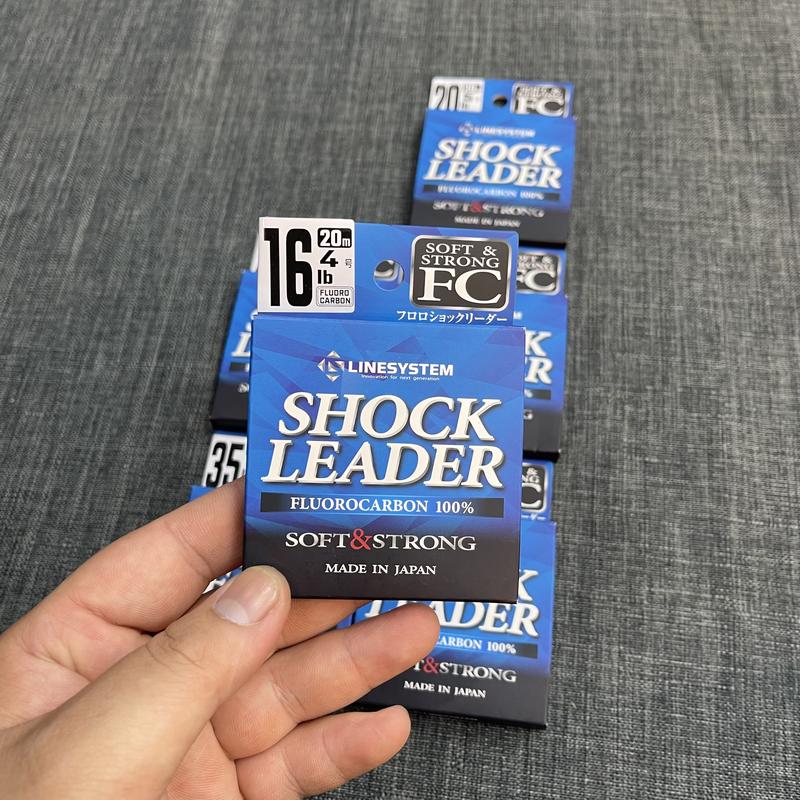 20
FC
LINESYSTEM
SHOCK
LEADER
FLUOROCARBON 100%
SOFT&STRONG
MADE IN JAPAN
16
20m
4号
lb
FLUORO
CARBON
SOFT &
STRONG
FC
フロロショックリーダー
LINESYSTEM
Innovation for next generation
SHOCK
LEADER
FLUOROCARBON 100%
SOFT&STRONG
MADE IN JAPAN
35
LEADER
CARBON 100%
T&STRONG
MADE IN JAPAN